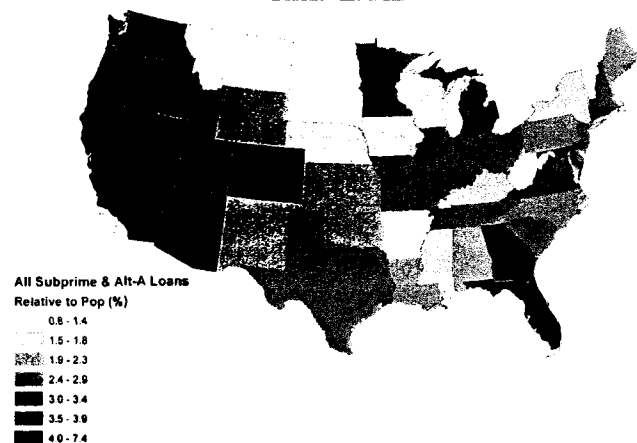 All Subprime & Alt-A Loans
Relative to Pop (%)
0.8 - 1.4
1.5 - 1.8
1.9 - 2.3
2.4 - 2.9
3.0 - 3.4
3.5 - 3.9
4.0 - 7.4